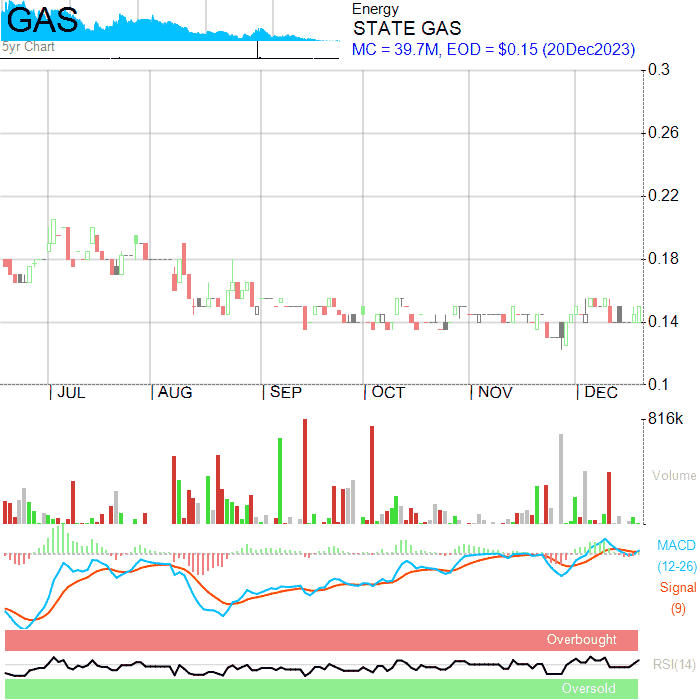 GAS
5yr Chart
Energy
STATE GAS
MC = 39.7M, EOD = $0.15 (20Dec2023)
0.3
0.26
0.22
0.18
0.14
0.1
JUL AUG SEP OCT NOV DEC
816k
Volume
MACD
(12-26)
Signal
(9)
Overbought
RSI(14)
Oversold